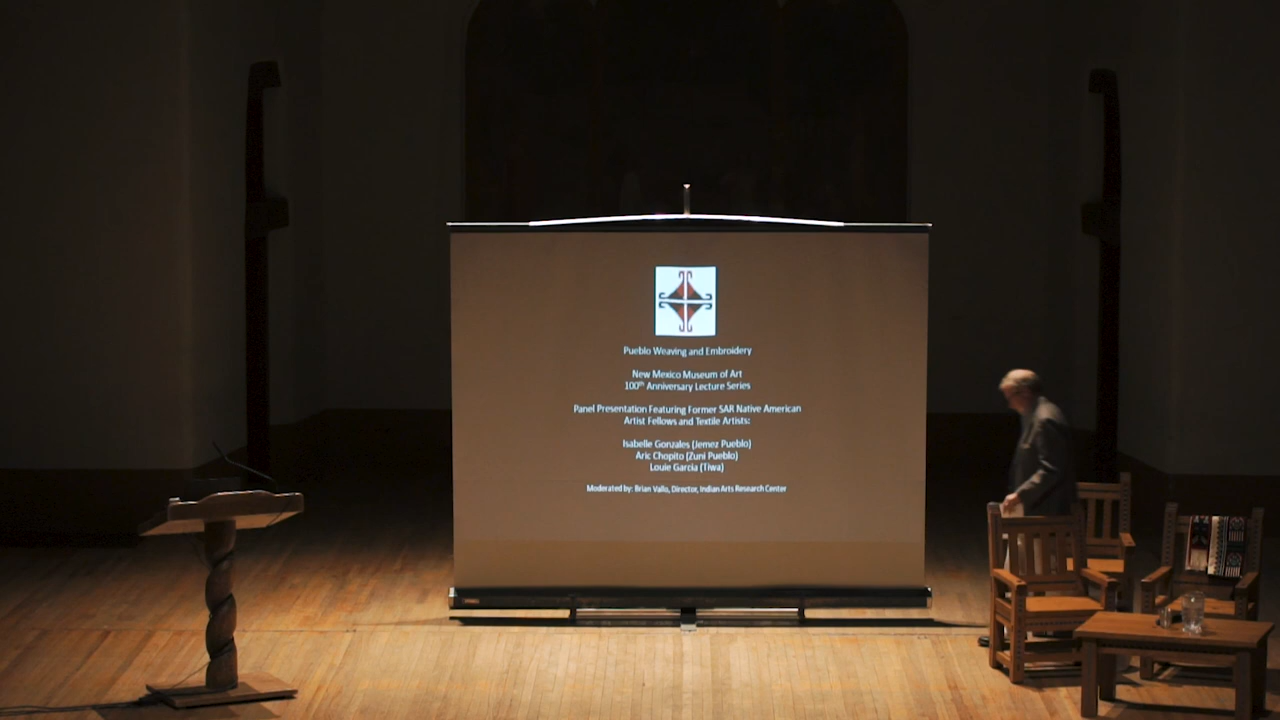 Pueblo Weaving and Embroidery
New Mexico Museum of Art
100th Anniversary Lecture Series
Panel Presentation Featuring Former SAR Native American
Artist Fellows and Textile Artists:
Isabelle Gonzales (Jemez Pueblo)
Aric Chopito (Zuni Pueblo)
Louie Garcia (Tiwa)
Moderated by: Brian Vallo, Director, Indian Arts Research Center